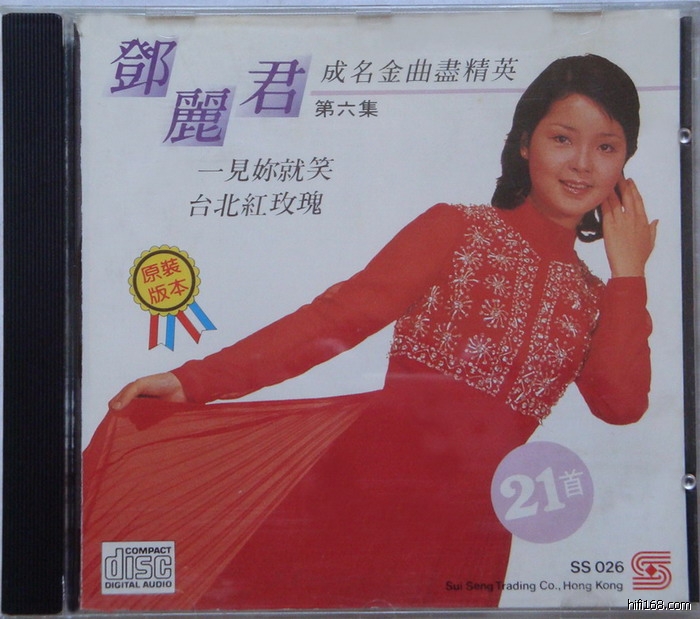 鄧麗君
成名金曲盡精英
第六集
一見妳就笑
台北紅玫瑰
原裝
版本
21首
COMPACT
disc
DIGITAL AUDIO
SS 026
Sui Seng Trading Co., Hong Kong
hifi168.com